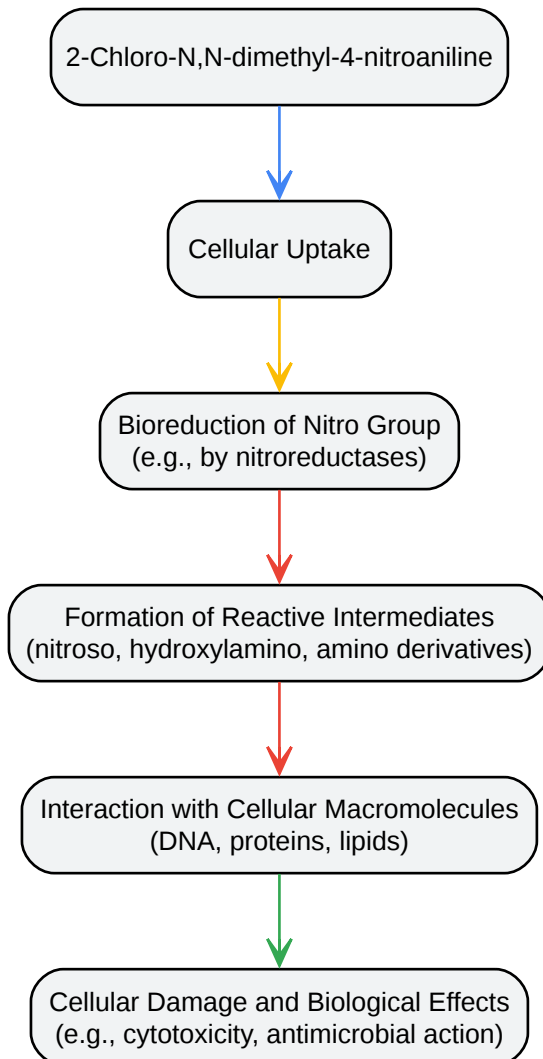 2-Chloro-N,N-dimethyl-4-nitroaniline
Cellular Uptake
Bioreduction of Nitro Group
(e.g., by nitroreductases)
Formation of Reactive Intermediates
(nitroso, hydroxylamino, amino derivatives)
Interaction with Cellular Macromolecules
(DNA, proteins, lipids)
Cellular Damage and Biological Effects
(e.g., cytotoxicity, antimicrobial action)